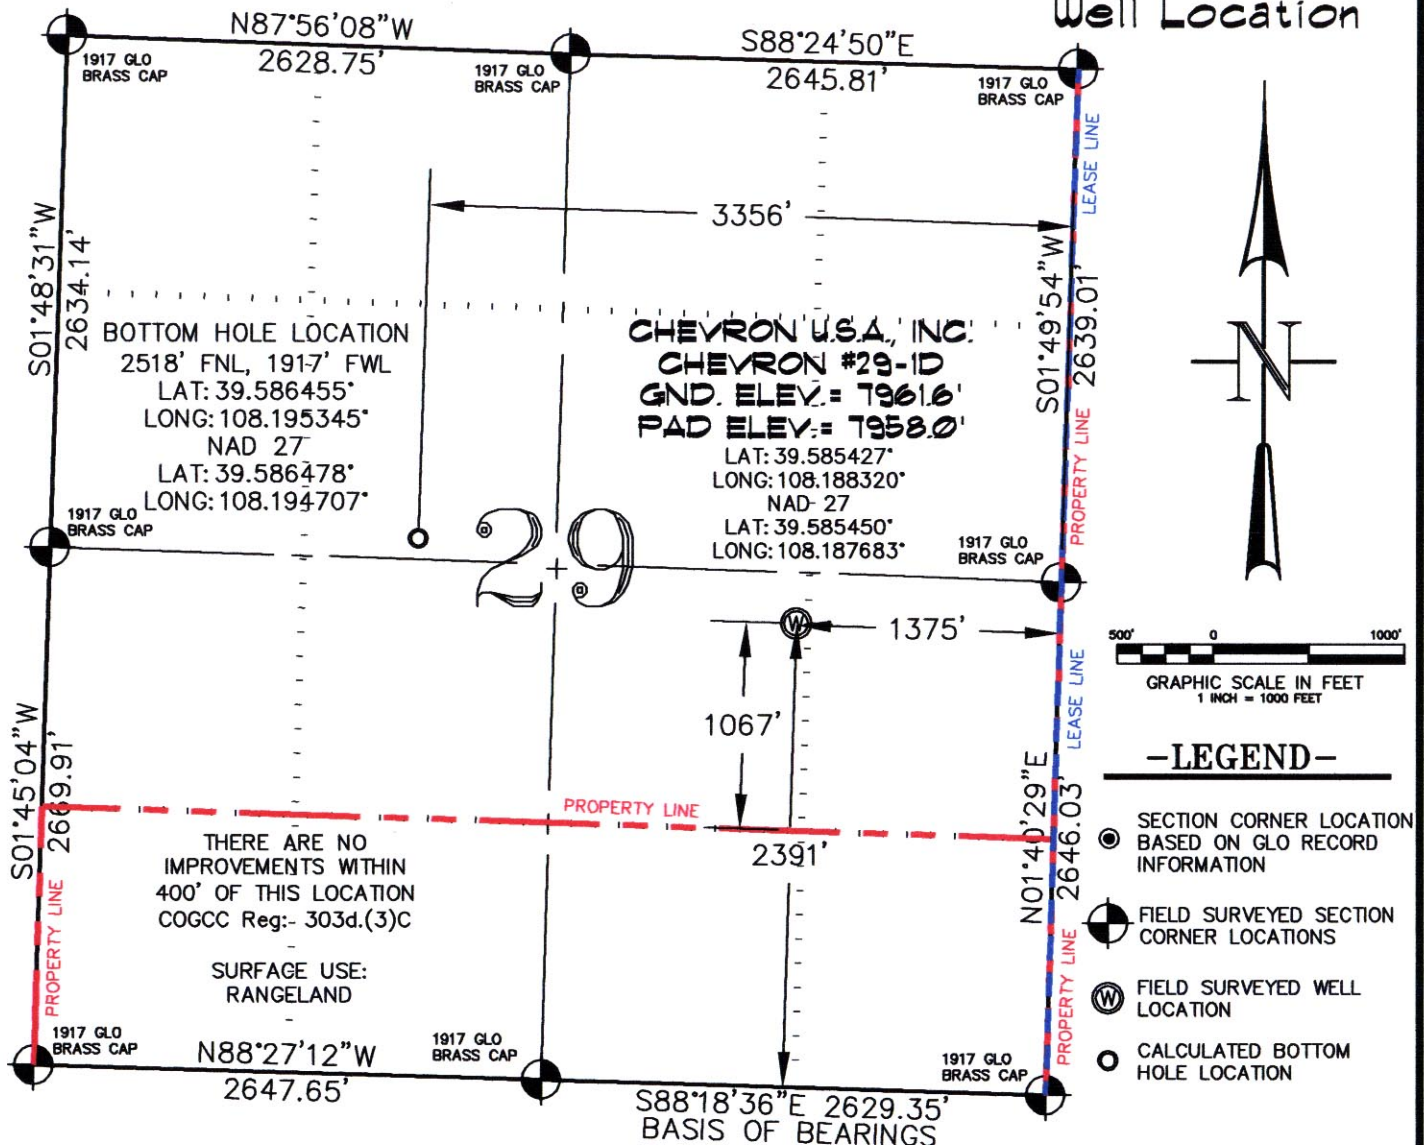 Well Location
N87°56'08"W
2628.75'
S88°24'50"E
2645.81'
1917 GLO
BRASS CAP
1917 GLO
BRASS CAP
1917 GLO
BRASS CAP
LEASE LINE
3356'
S01°48'31"W
2634.14'
S01°49'54"W
2639.01'
BOTTOM HOLE LOCATION
2518' FNL, 1917' FWL
LAT: 39.586455°
LONG: 108.195345°
NAD 27
LAT: 39.586478°
LONG: 108.194707°
CHEVRON U.S.A., INC.
CHEVRON #29-1D
GND. ELEV.= 7961.6'
PAD ELEV.= 7958.0'
LAT: 39.585427°
LONG: 108.188320°
NAD 27
LAT: 39.585450°
LONG: 108.187683°
PROPERTY LINE
N
1917 GLO
BRASS CAP
29
1917 GLO
BRASS CAP
W
1375'
1067'
2391'
LEASE LINE
500' 0 1000'
GRAPHIC SCALE IN FEET
1 INCH = 1000 FEET
S01°45'04"W
2669.91'
PROPERTY LINE
N01°40'29"E
2646.03'
THERE ARE NO
IMPROVEMENTS WITHIN
400' OF THIS LOCATION
COGCC Reg:- 303d.(3)C
SURFAGE USE:
RANGELAND
PROPERTY LINE
PROPERTY LINE
1917 GLO
BRASS CAP
1917 GLO
BRASS CAP
1917 GLO
BRASS CAP
N88°27'12"W
2647.65'
S88°18'36"E 2629.35'
BASIS OF BEARINGS
-LEGEND-
SECTION CORNER LOCATION
BASED ON GLO RECORD
INFORMATION
FIELD SURVEYED SECTION
CORNER LOCATIONS
W
FIELD SURVEYED WELL
LOCATION
CALCULATED BOTTOM
HOLE LOCATION